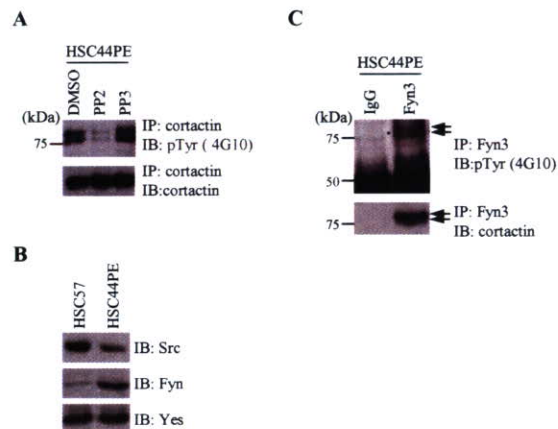 A
HSC44PE
DMSO
PP2
PP3
(kDa)
75
IP: cortactin
IB: pTyr ( 4G10)
IP: cortactin
IB:cortactin
B
HSC57
HSC44PE
IB: Src
IB: Fyn
IB: Yes
C
HSC44PE
IgG
Fyn3
(kDa)
75
50
IP: Fyn3
IB:pTyr (4G10)
75
IP: Fyn3
IB: cortactin